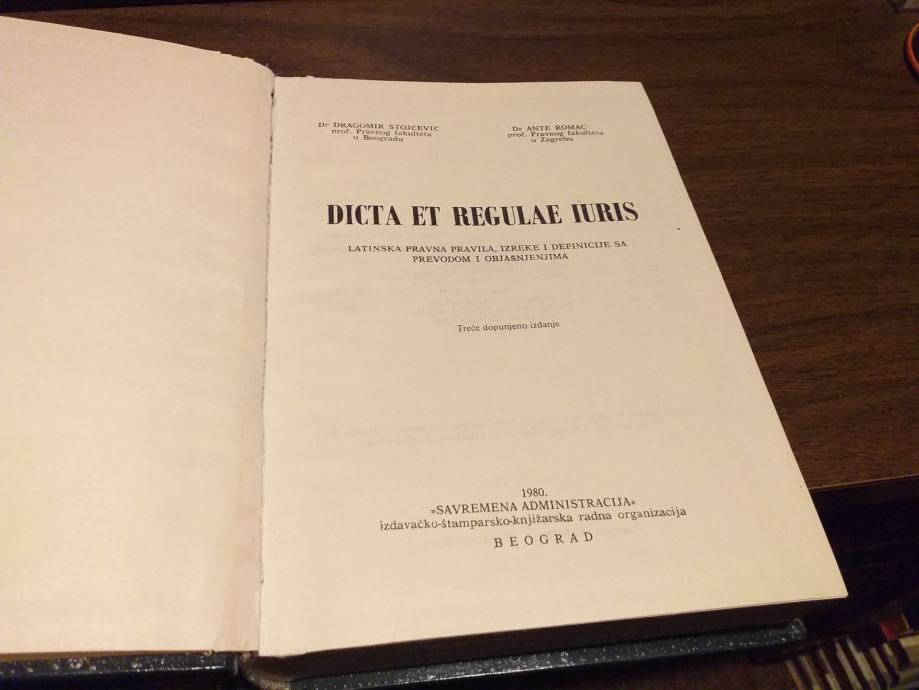 Dr DRAGOMIR STOJČEVIĆ
prof. Pravnog fakulteta
u Beogradu
Dr ANTE ROMAC
prof. Pravnog fakulteta
u Zagrebu
DICTA ET REGULAE IURIS
LATINSKA PRAVNA PRAVILA, IZREKE I DEFINICIJE SA
PREVODOM I OBJAŠNJENJIMA
Treće dopunjeno izdanje
1980.
»SAVREMENA ADMINISTRACIJA«
izdavačko-štamparsko-knjižarska radna organizacija
BEOGRAD